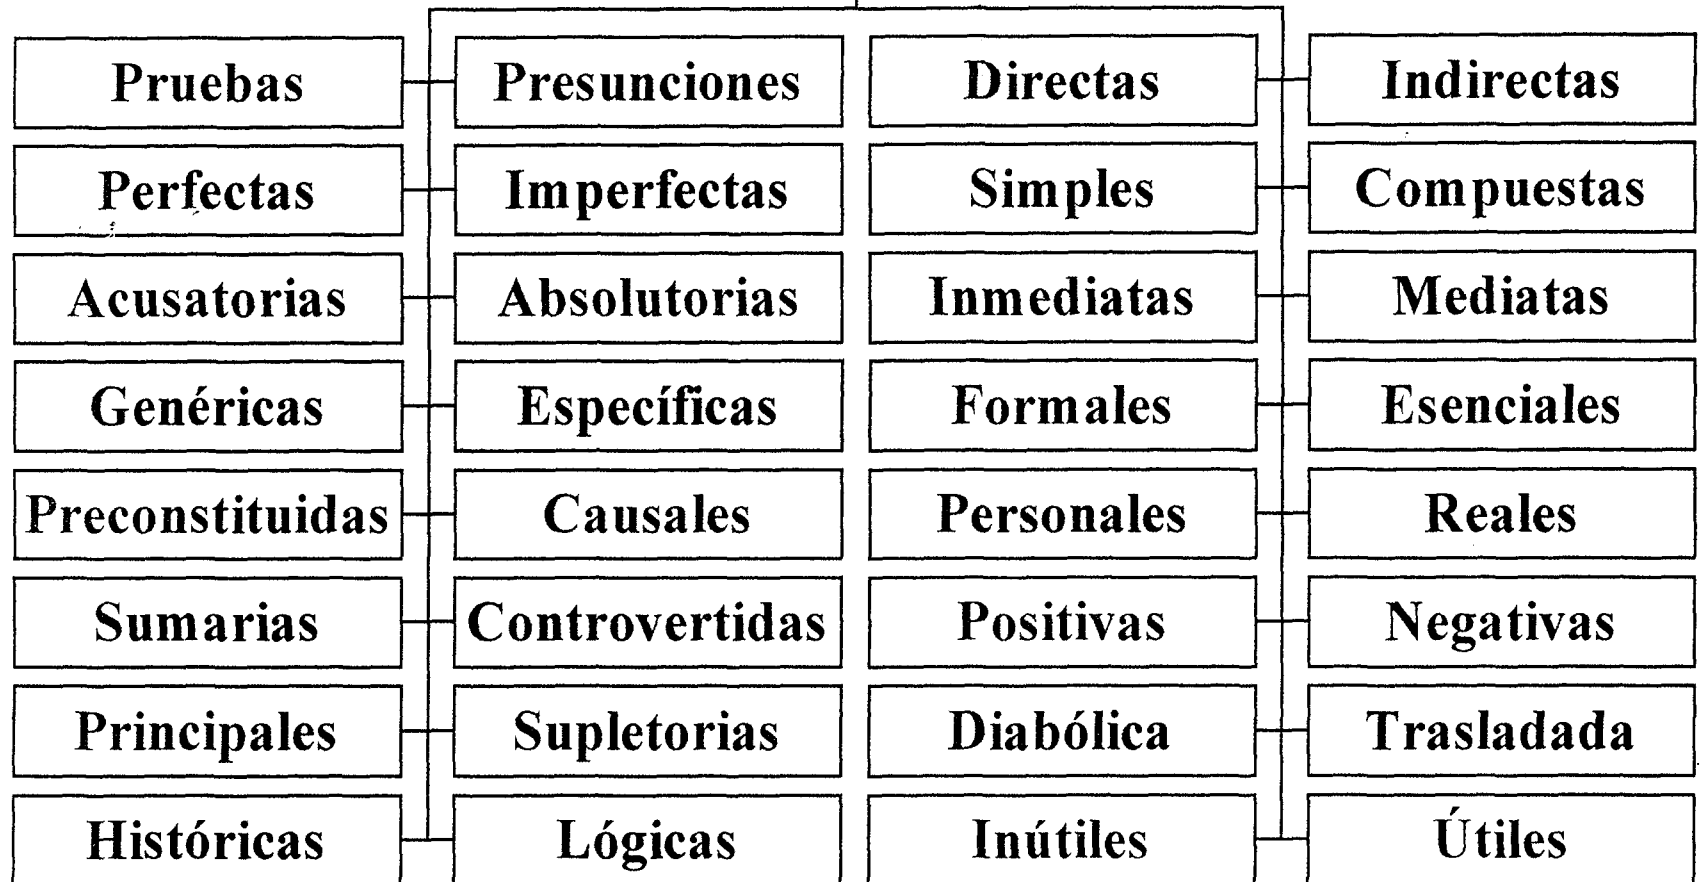 Pruebas Presunciones Directas Indirectas
Perfectas Imperfectas Simples Compuestas
Acusatorias Absolutorias Inmediatas Mediatas
Genéricas Específicas Formales Esenciales
Preconstituidas Causales Personales Reales
Sumarias Controvertidas Positivas Negativas
Principales Supletorias Diabólica Trasladada
Históricas Lógicas Inútiles Útiles